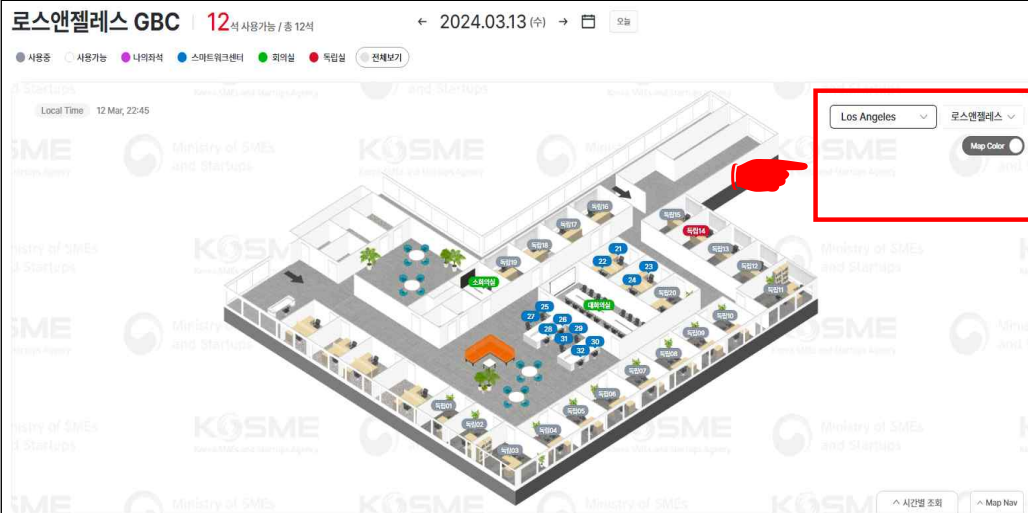 로스앤젤레스 GBC 12석 사용가능 / 총 12석 ← 2024.03.13 (수) → 오늘
사용중 사용가능 나의좌석 스마트워크센터 회의실 독립실 전체보기
Local Time 12 Mar, 22:45
Los Angeles 로스앤젤레스
Map Color
독립16
독립15
독립17
독립14
독립18
21
독립13
독립19
22
23
독립12
소회의실
24
독립20
독립11
대회의실
25
27
26
독립10
28
29
독립09
31
30
32
독립08
독립07
독립06
독립01
독립05
독립02
독립04
독립03
KOSME
Ministry of SMEs
and Startups
^ 시간별 조회 ^ Map Nav